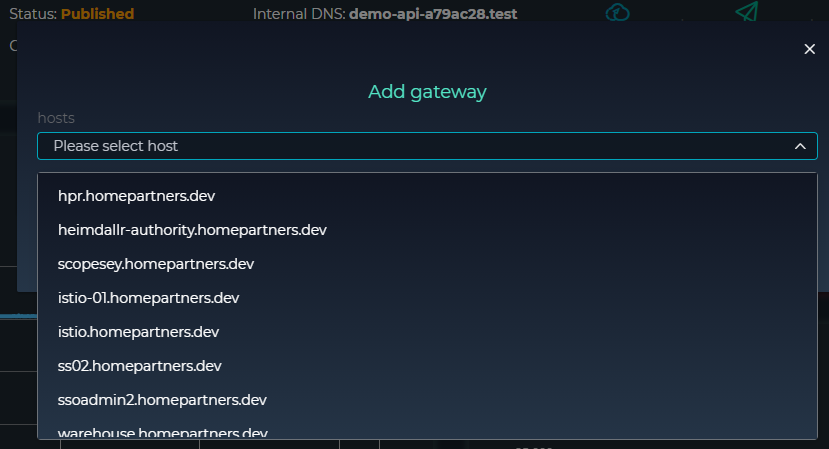 Status: Published Internal DNS: demo-api-a79ac28.test
Add gateway
hosts
Please select host
hpr.homepartners.dev
heimdallr-authority.homepartners.dev
scopesey.homepartners.dev
istio-01.homepartners.dev
istio.homepartners.dev
ss02.homepartners.dev
ssoadmin2.homepartners.dev
warehouse.homepartners.dev